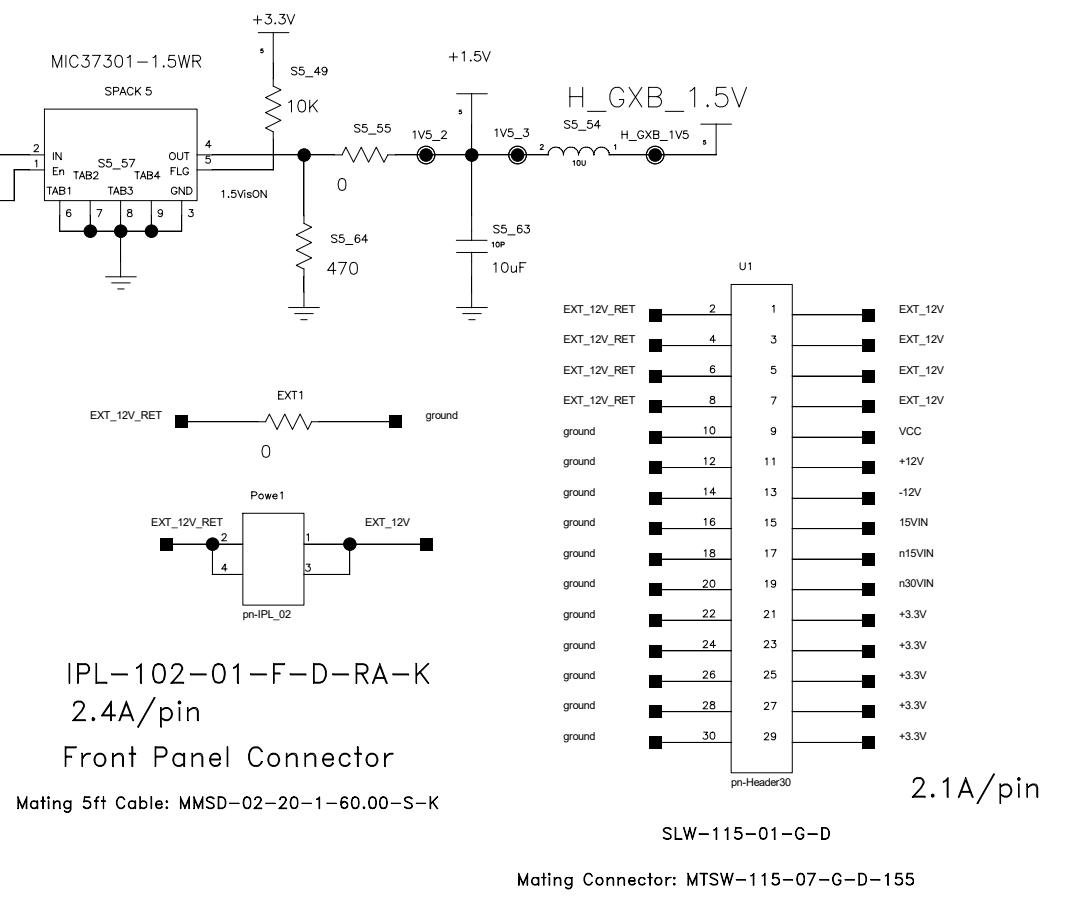 +3.3V
5
MIC37301-1.5WR
SPACK 5
S5_49
10K
+1.5V
5
H_GXB_1.5V
S5_55
0
1V5_2
1V5_3
S5_54
2
1
10U
H_GXB_1V5
5
2 IN
OUT 4
1 En
S5_57
FLG 5
TAB2
TAB4
TAB1
TAB3
GND
6 7 8 9 3
1.5VisON
S5_64
470
S5_63
10P
10uF
U1
EXT_12V_RET 2 1 EXT_12V
EXT_12V_RET 4 3 EXT_12V
EXT_12V_RET 6 5 EXT_12V
EXT_12V_RET 8 7 EXT_12V
ground 10 9 VCC
ground 12 11 +12V
ground 14 13 -12V
ground 16 15 15VIN
ground 18 17 n15VIN
ground 20 19 n30VIN
ground 22 21 +3.3V
ground 24 23 +3.3V
ground 26 25 +3.3V
ground 28 27 +3.3V
ground 30 29 +3.3V
pn-Header30
2.1A/pin
SLW-115-01-G-D
Mating Connector: MTSW-115-07-G-D-155
EXT1
EXT_12V_RET
ground
0
Powe1
EXT_12V_RET
EXT_12V
2 1
4 3
pn-IPL_02
IPL-102-01-F-D-RA-K
2.4A/pin
Front Panel Connector
Mating 5ft Cable: MMSD-02-20-1-60.00-S-K